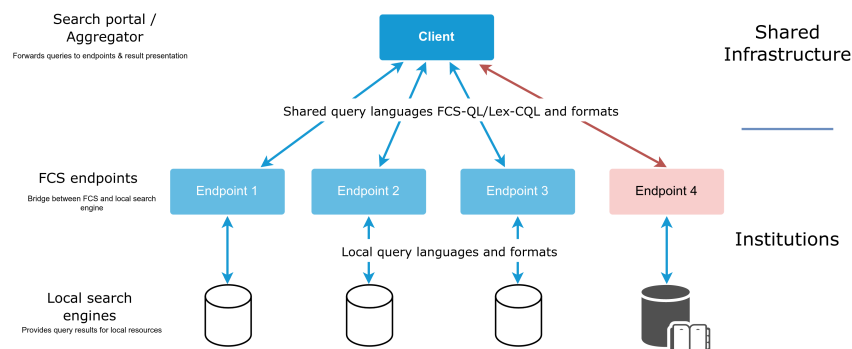 Search portal /
Aggregator
Forwards queries to endpoints & result presentation
Client
Shared
Infrastructure
Shared query languages FCS-QL/Lex-CQL and formats
FCS endpoints
Bridge between FCS and local search
engine
Endpoint 1
Endpoint 2
Endpoint 3
Endpoint 4
Institutions
Local query languages and formats
Local search
engines
Provides query results for local resources